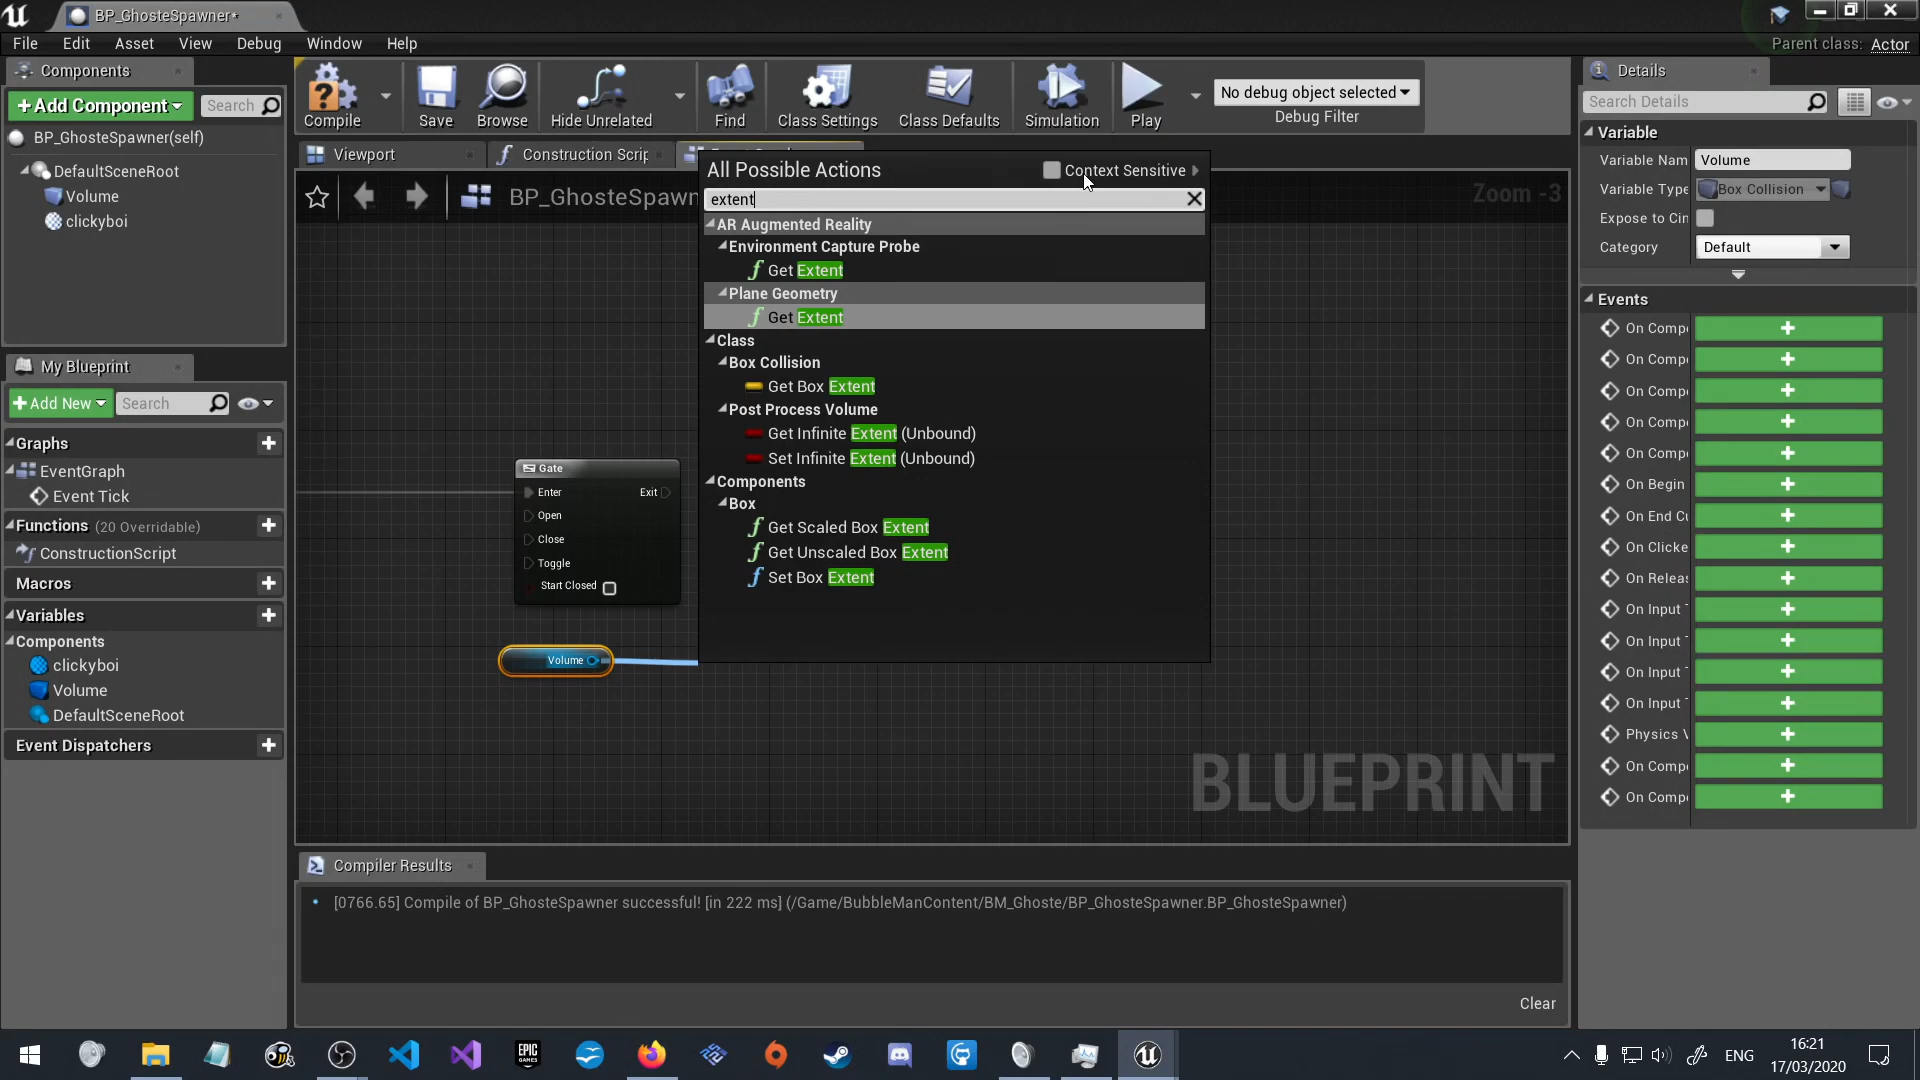 BP_GhosteSpawner*
File Edit Asset View Debug Window Help
Parent class: Actor
Components
+Add Component
Search
BP_GhosteSpawner(self)
DefaultSceneRoot
Volume
clickyboi
My Blueprint
Add New
Search
Graphs
EventGraph
Event Tick
Functions (20 Overridable)
ConstructionScript
Macros
Variables
Components
clickyboi
Volume
DefaultSceneRoot
Event Dispatchers
Compile
Save
Browse
Hide Unrelated
Find
Class Settings
Class Defaults
Simulation
Play
No debug object selected
Debug Filter
Viewport
Construction Scrip
BP_GhosteSpawn
Zoom -3
All Possible Actions
Context Sensitive
extent
AR Augmented Reality
Environment Capture Probe
Get Extent
Plane Geometry
Get Extent
Class
Box Collision
Get Box Extent
Post Process Volume
Get Infinite Extent (Unbound)
Set Infinite Extent (Unbound)
Components
Box
Get Scaled Box Extent
Get Unscaled Box Extent
Set Box Extent
Gate
Enter Exit
Open
Close
Toggle
Start Closed
Volume
BLUEPRINT
Compiler Results
[0766.65] Compile of BP_GhosteSpawner successful! [in 222 ms] (/Game/BubbleManContent/BM_Ghoste/BP_GhosteSpawner.BP_GhosteSpawner)
Clear
Details
Search Details
Variable
Variable Nam Volume
Variable Type Box Collision
Expose to Cin
Category Default
Events
On Compo
On Compo
On Compo
On Compo
On Compo
On Begin
On End Cu
On Clicke
On Releas
On Input T
On Input T
On Input T
On Input T
Physics V
On Compo
On Compo
EPIC GAMES
ENG
16:21
17/03/2020